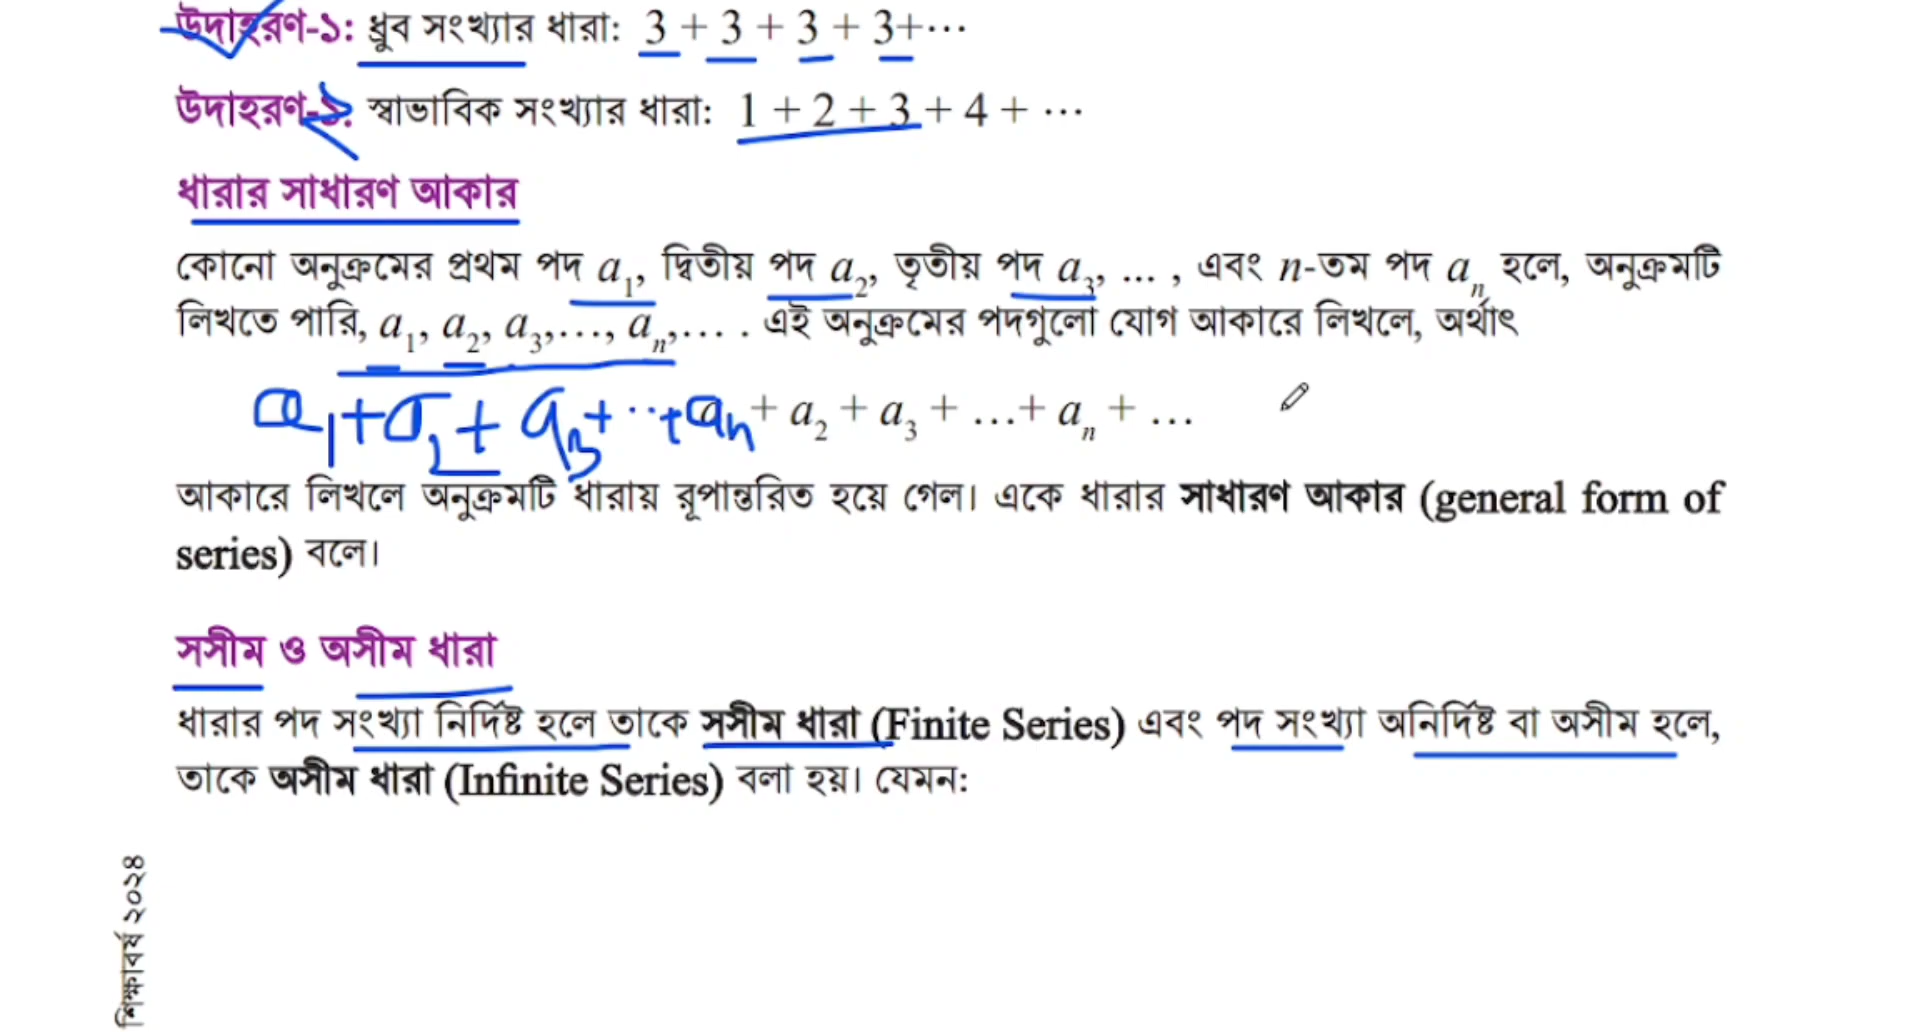 উদাহরণ-১: ধ্রুব সংখ্যার ধারা: 3 + 3 + 3 + 3+···
উদাহরণ-২: স্বাভাবিক সংখ্যার ধারা: 1 + 2 + 3 + 4 + ···
ধারার সাধারণ আকার
কোনো অনুক্রমের প্রথম পদ a₁, দ্বিতীয় পদ a₂, তৃতীয় পদ a₃, ... , এবং n-তম পদ aₙ হলে, অনুক্রমটি
লিখতে পারি, a₁, a₂, a₃,…, aₙ,… . এই অনুক্রমের পদগুলো যোগ আকারে লিখলে, অর্থাৎ
a₁+a₂+a₃+··+aₙ + a₂ + a₃ + …+ aₙ + …
আকারে লিখলে অনুক্রমটি ধারায় রূপান্তরিত হয়ে গেল। একে ধারার সাধারণ আকার (general form of
series) বলে।
সসীম ও অসীম ধারা
ধারার পদ সংখ্যা নির্দিষ্ট হলে তাকে সসীম ধারা (Finite Series) এবং পদ সংখ্যা অনির্দিষ্ট বা অসীম হলে,
তাকে অসীম ধারা (Infinite Series) বলা হয়। যেমন:
শিক্ষাবর্ষ ২০২৪